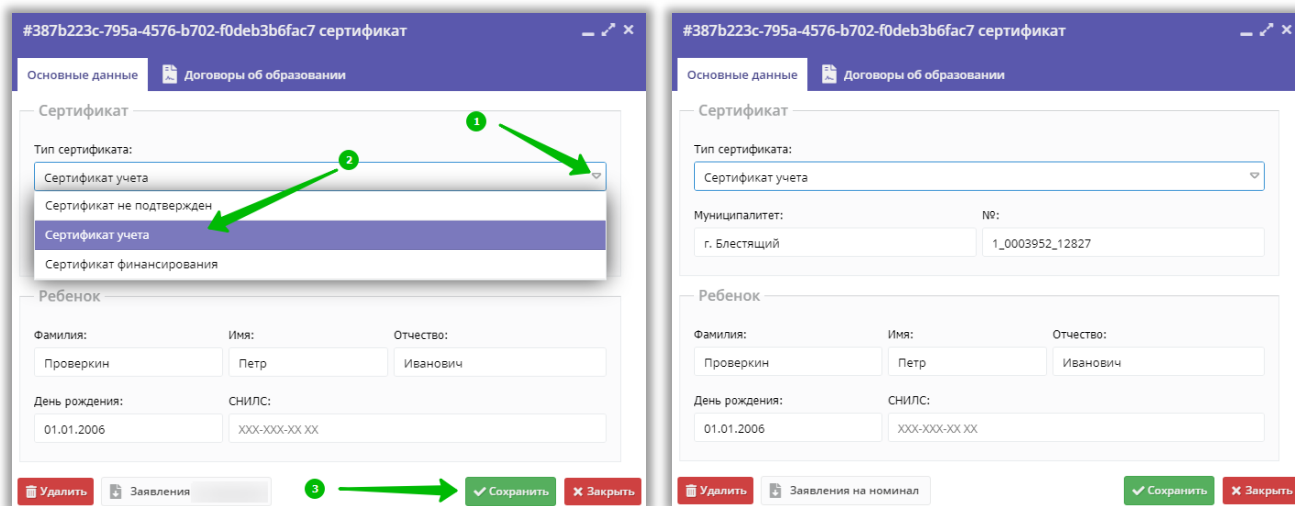 #387b223c-795a-4576-b702-f0deb3b6fac7 сертификат
Основные данные Договоры об образовании
Сертификат
1
Тип сертификата:
2
Сертификат учета
Сертификат не подтвержден
Сертификат учета
Сертификат финансирования
Ребенок
Фамилия: Имя: Отчество:
Проверкин Петр Иванович
День рождения: СНИЛС:
01.01.2006 XXX-XXX-XX XX
Удалить Заявления 3 Сохранить Закрыть
#387b223c-795a-4576-b702-f0deb3b6fac7 сертификат
Основные данные Договоры об образовании
Сертификат
Тип сертификата:
Сертификат учета
Муниципалитет: №:
г. Блестящий 1_0003952_12827
Ребенок
Фамилия: Имя: Отчество:
Проверкин Петр Иванович
День рождения: СНИЛС:
01.01.2006 XXX-XXX-XX XX
Удалить Заявления на номинал Сохранить Закрыть